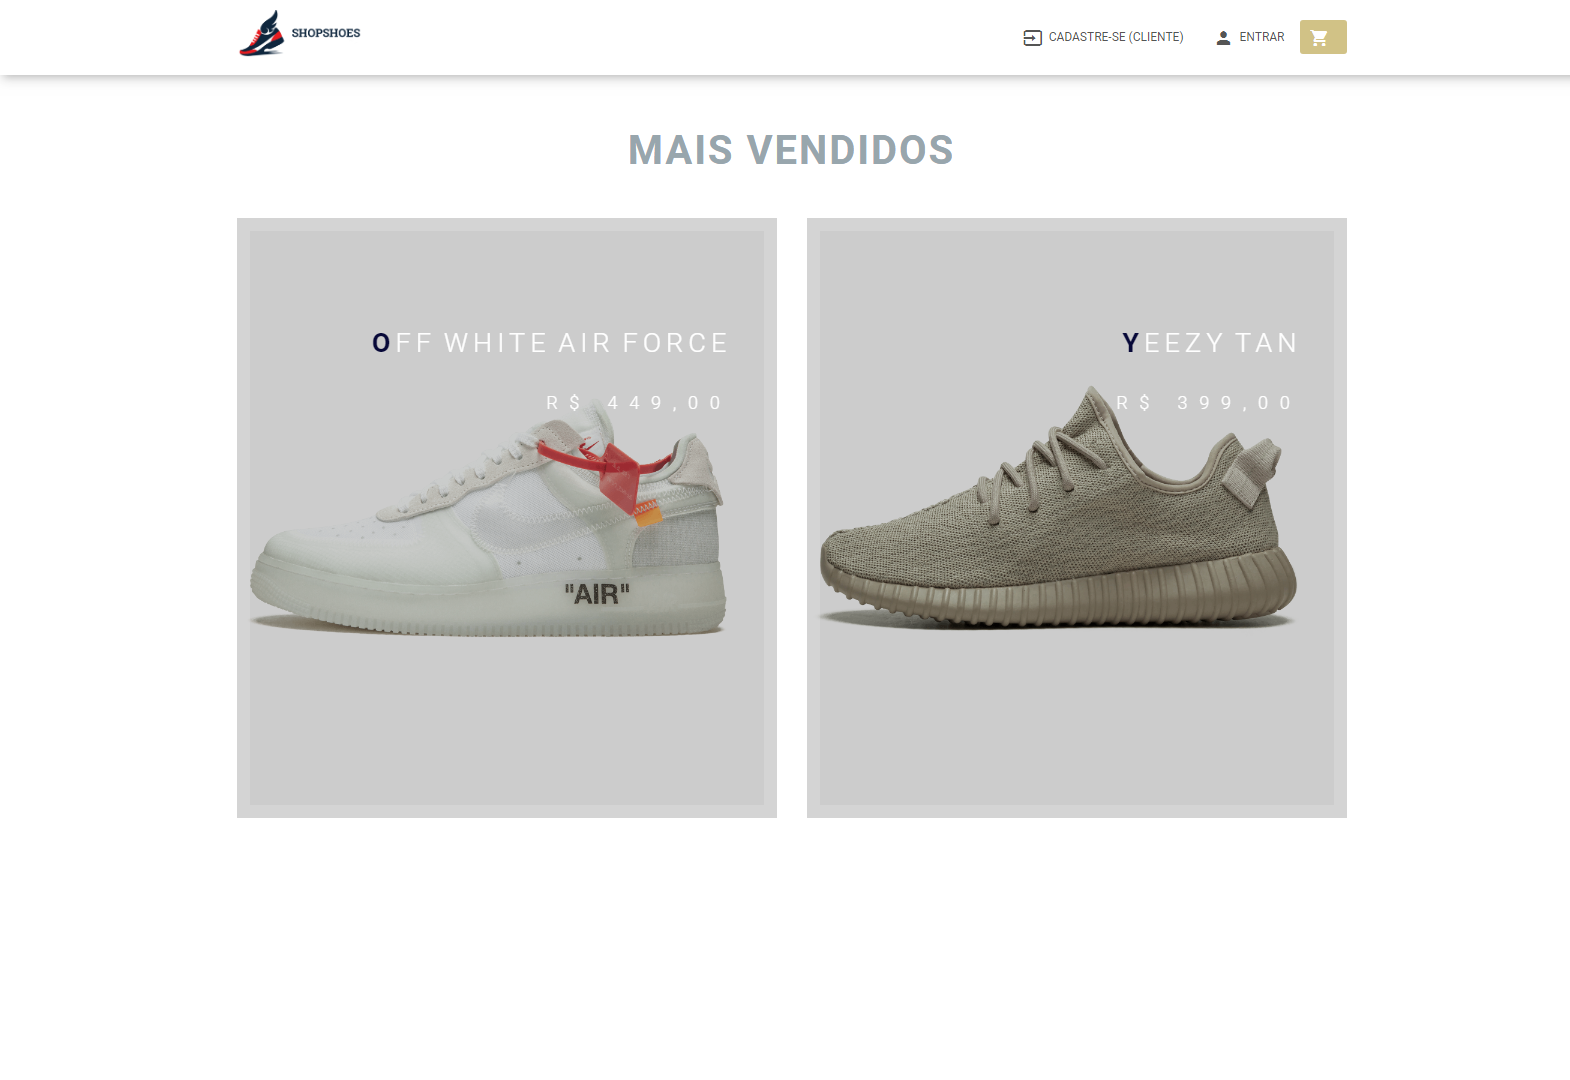 SHOPSHOES
CADASTRE-SE (CLIENTE)
ENTRAR
MAIS VENDIDOS
OFF WHITE AIR FORCE
R$ 449,00
"AIR"
YEEZY TAN
R$ 399,00